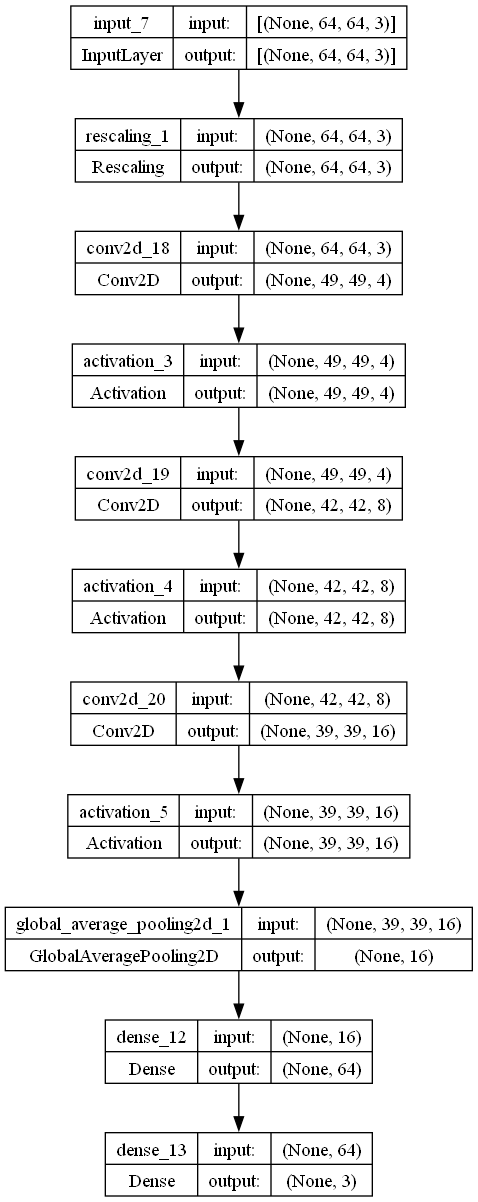 input_7 input: [(None, 64, 64, 3)]
InputLayer output: [(None, 64, 64, 3)]
rescaling_1 input: (None, 64, 64, 3)
Rescaling output: (None, 64, 64, 3)
conv2d_18 input: (None, 64, 64, 3)
Conv2D output: (None, 49, 49, 4)
activation_3 input: (None, 49, 49, 4)
Activation output: (None, 49, 49, 4)
conv2d_19 input: (None, 49, 49, 4)
Conv2D output: (None, 42, 42, 8)
activation_4 input: (None, 42, 42, 8)
Activation output: (None, 42, 42, 8)
conv2d_20 input: (None, 42, 42, 8)
Conv2D output: (None, 39, 39, 16)
activation_5 input: (None, 39, 39, 16)
Activation output: (None, 39, 39, 16)
global_average_pooling2d_1 input: (None, 39, 39, 16)
GlobalAveragePooling2D output: (None, 16)
dense_12 input: (None, 16)
Dense output: (None, 64)
dense_13 input: (None, 64)
Dense output: (None, 3)